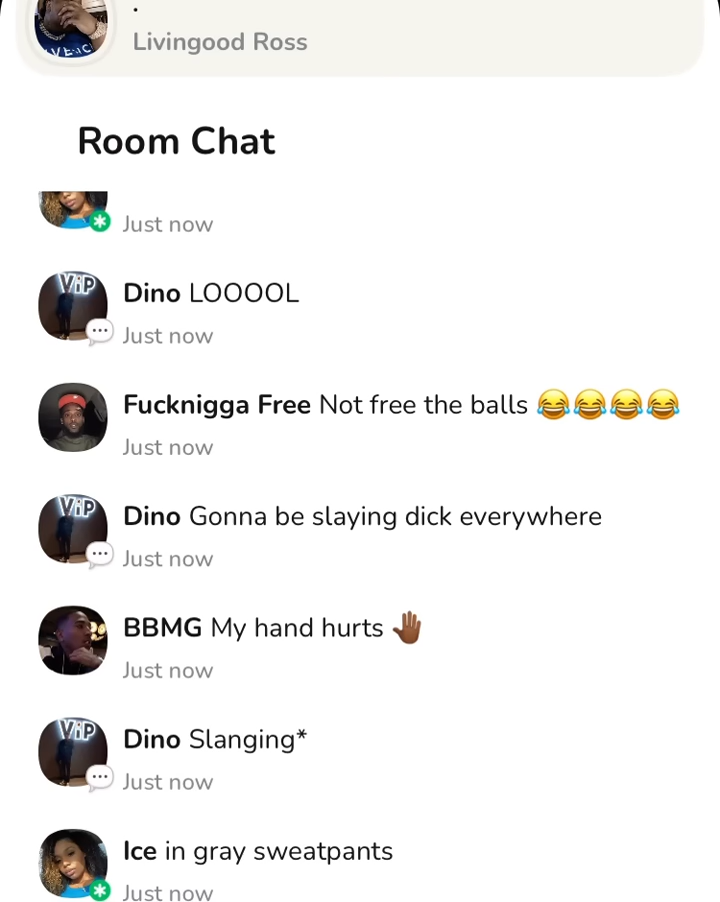 .
Livingood Ross
Room Chat
Just now
Dino LOOOOL
Just now
Fucknigga Free Not free the balls 😂😂😂😂
Just now
Dino Gonna be slaying dick everywhere
Just now
BBMG My hand hurts 🤚🏾
Just now
Dino Slanging*
Just now
Ice in gray sweatpants
Just now
ViP
ViP
ViP